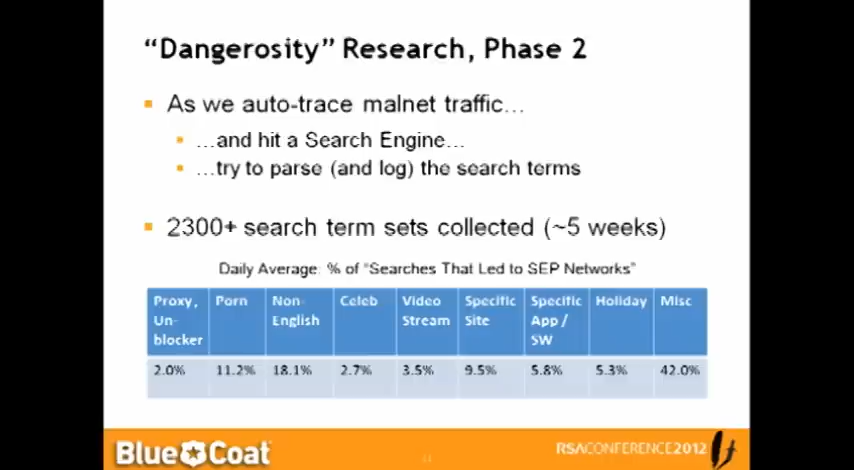 “Dangerosity” Research, Phase 2
As we auto-trace malnet traffic…
…and hit a Search Engine…
…try to parse (and log) the search terms
2300+ search term sets collected (~5 weeks)
Daily Average: % of “Searches That Led to SEP Networks”
Proxy, Un-blocker Porn Non-English Celeb Video Stream Specific Site Specific App / SW Holiday Misc
2.0% 11.2% 18.1% 2.7% 3.5% 9.5% 5.8% 5.3% 42.0%
Blue Coat
RSACONFERENCE2012